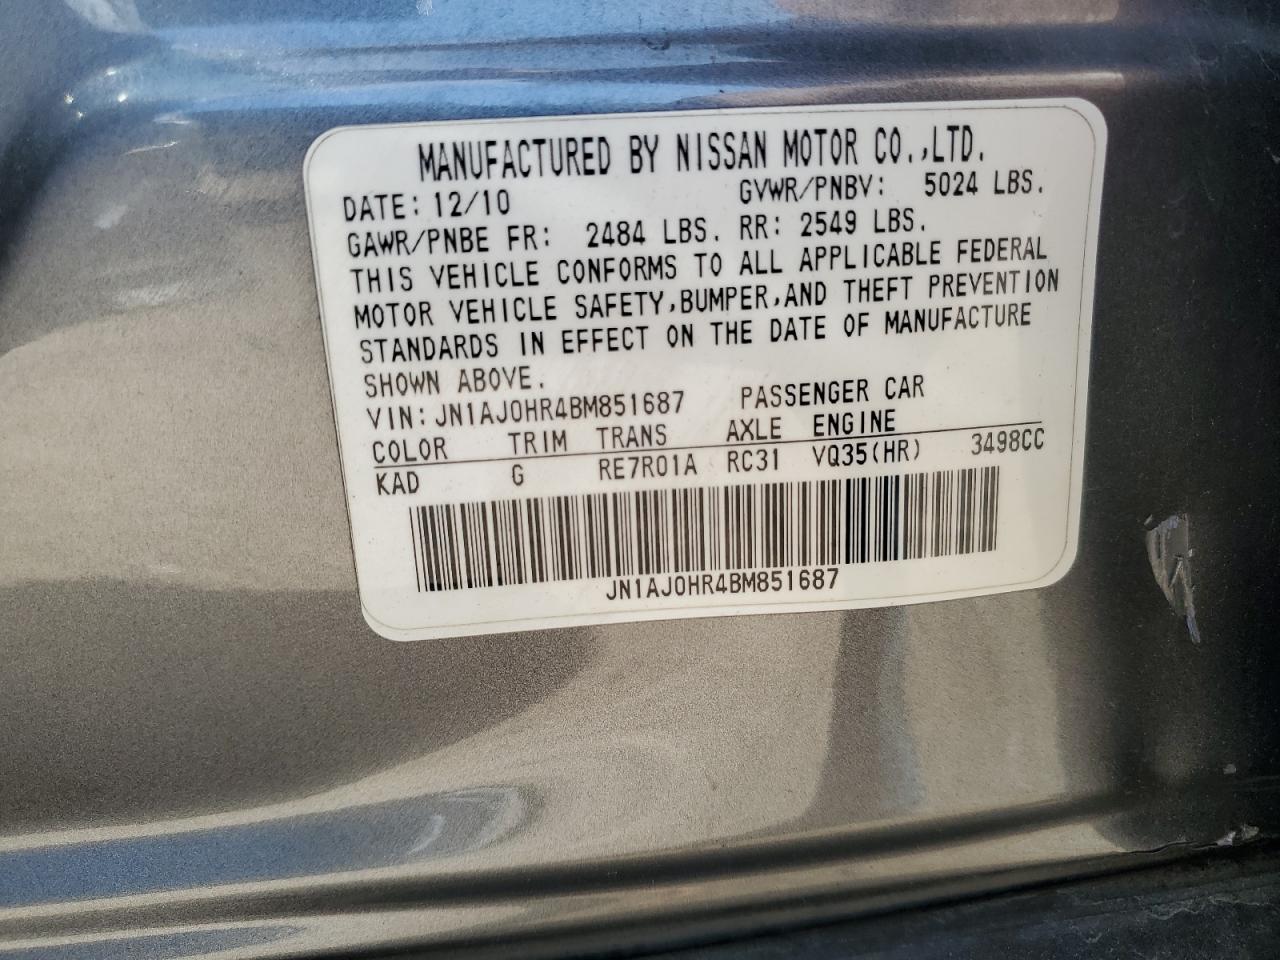 MANUFACTURED BY NISSAN MOTOR CO.,LTD.
DATE: 12/10 GVWR/PNBV: 5024 LBS.
GAWR/PNBE FR: 2484 LBS. RR: 2549 LBS.
THIS VEHICLE CONFORMS TO ALL APPLICABLE FEDERAL
MOTOR VEHICLE SAFETY,BUMPER,AND THEFT PREVENTION
STANDARDS IN EFFECT ON THE DATE OF MANUFACTURE
SHOWN ABOVE.
VIN: JN1AJ0HR4BM851687 PASSENGER CAR
COLOR TRIM TRANS AXLE ENGINE
KAD G RE7R01A RC31 VQ35(HR) 3498CC
JN1AJ0HR4BM851687